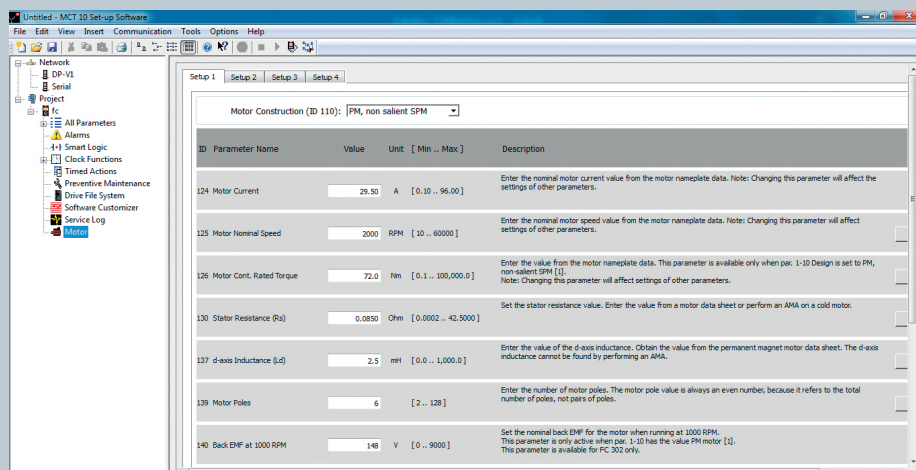 Untitled - MCT 10 Set-up Software
File Edit View Insert Communication Tools Options Help
Network
DP-V1
Serial
Project
fc
All Parameters
Alarms
Smart Logic
Clock Functions
Timed Actions
Preventive Maintenance
Drive File System
Software Customizer
Service Log
Motor
Setup 1 Setup 2 Setup 3 Setup 4
Motor Construction (ID 110): PM, non salient SPM
ID Parameter Name Value Unit [ Min .. Max ] Description
124 Motor Current 29.50 A [ 0.10 .. 96.00 ]
Enter the nominal motor current value from the motor nameplate data. Note: Changing this parameter will affect the
settings of other parameters.
125 Motor Nominal Speed 2000 RPM [ 10 .. 60000 ]
Enter the nominal motor speed value from the motor nameplate data. Note: Changing this parameter will affect
settings of other parameters.
126 Motor Cont. Rated Torque 72.0 Nm [ 0.1 .. 100,000.0 ]
Enter the value from the motor nameplate data. This parameter is available only when par. 1-10 Design is set to PM,
non-salient SPM [1].
Note: Changing this parameter will affect settings of other parameters.
130 Stator Resistance (Rs) 0.0850 Ohm [ 0.0002 .. 42.5000 ]
Set the stator resistance value. Enter the value from a motor data sheet or perform an AMA on a cold motor.
137 d-axis Inductance (Ld) 2.5 mH [ 0.0 .. 1,000.0 ]
Enter the value of the d-axis inductance. Obtain the value from the permanent magnet motor data sheet. The d-axis
inductance cannot be found by performing an AMA.
139 Motor Poles 6 [ 2 .. 128 ]
Enter the number of motor poles. The motor pole value is always an even number, because it refers to the total
number of poles, not pairs of poles.
140 Back EMF at 1000 RPM 148 V [ 0 .. 9000 ]
Set the nominal back EMF for the motor when running at 1000 RPM.
This parameter is only active when par. 1-10 has the value PM motor [1].
This parameter is available for FC 302 only.